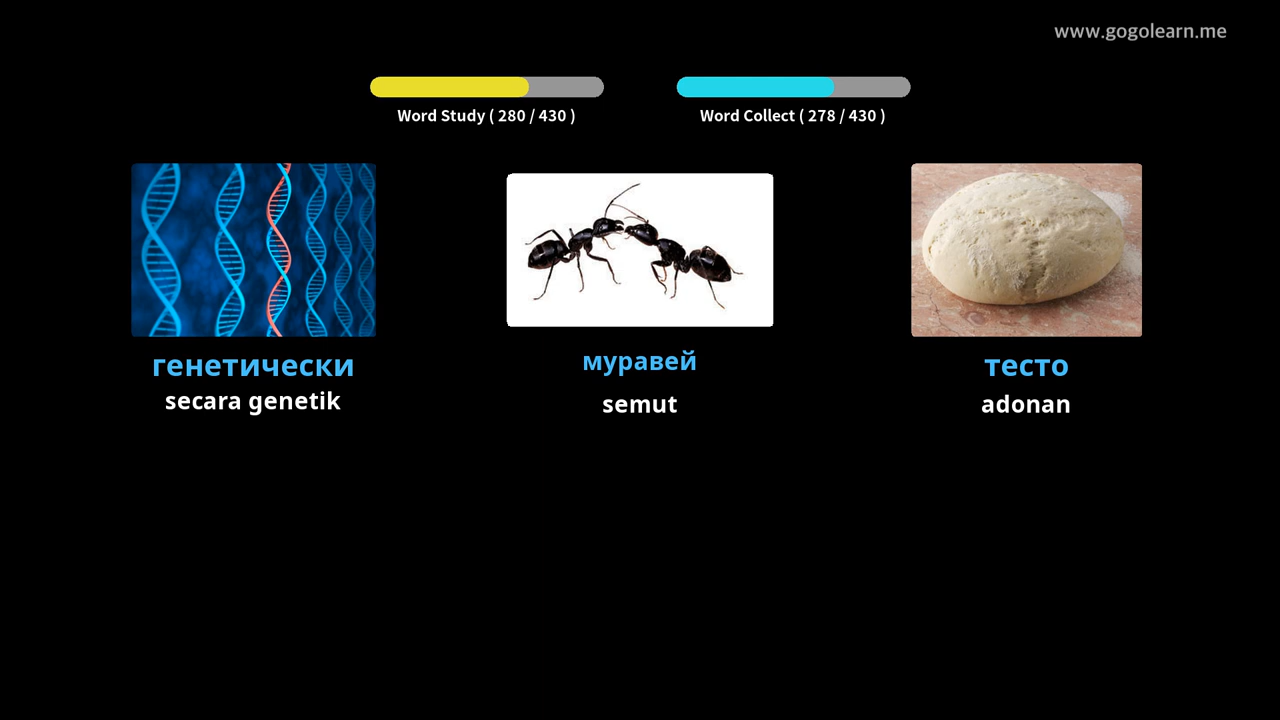 www.gogolearn.me
Word Study ( 280 / 430 )
Word Collect ( 278 / 430 )
генетически
secara genetik
муравей
semut
тесто
adonan